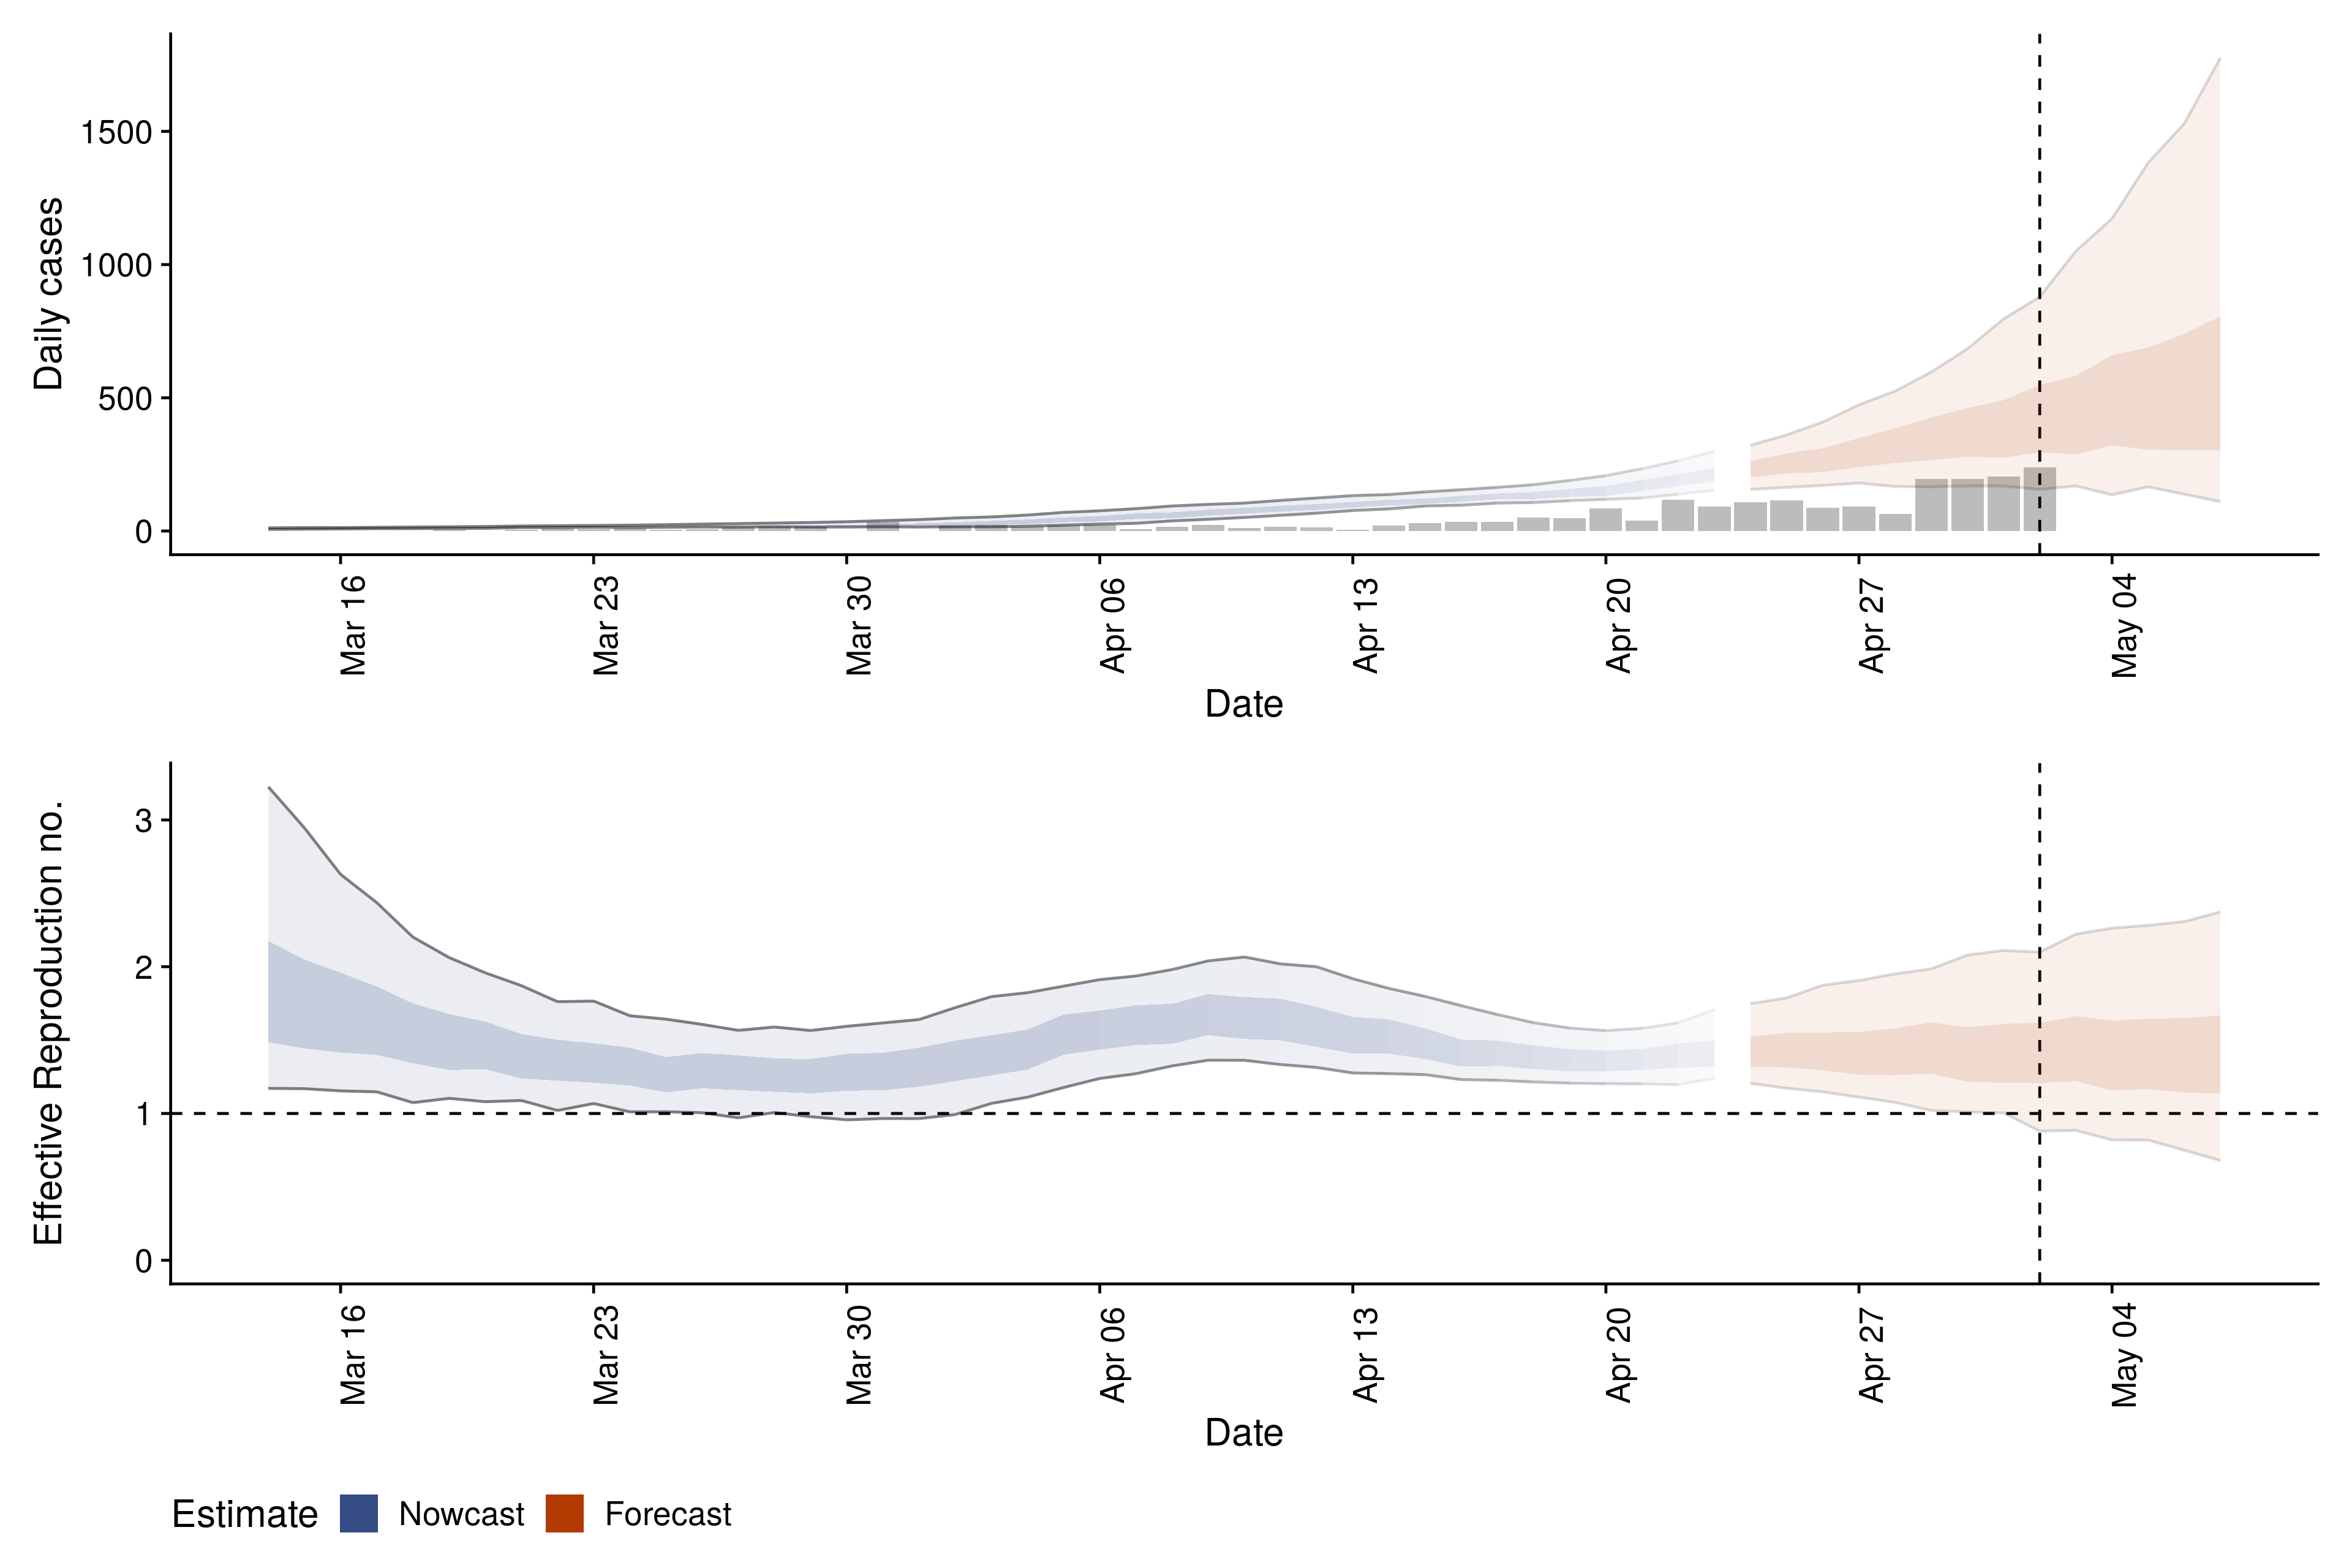 Daily cases
1500
1000
500
0
Mar 16
Mar 23
Mar 30
Apr 06
Apr 13
Apr 20
Apr 27
May 04
Date
Effective Reproduction no.
3
2
1
0
Mar 16
Mar 23
Mar 30
Apr 06
Apr 13
Apr 20
Apr 27
May 04
Date
Estimate Nowcast Forecast